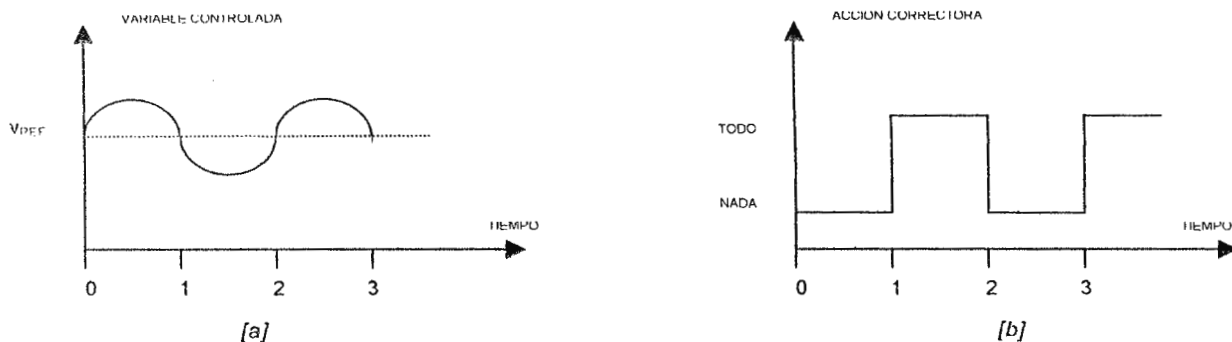 VARIABLE CONTROLADA
VREF
TIEMPO
0 1 2 3
[a]
ACCION CORRECTORA
TODO
NADA
TIEMPO
0 1 2 3
[b]